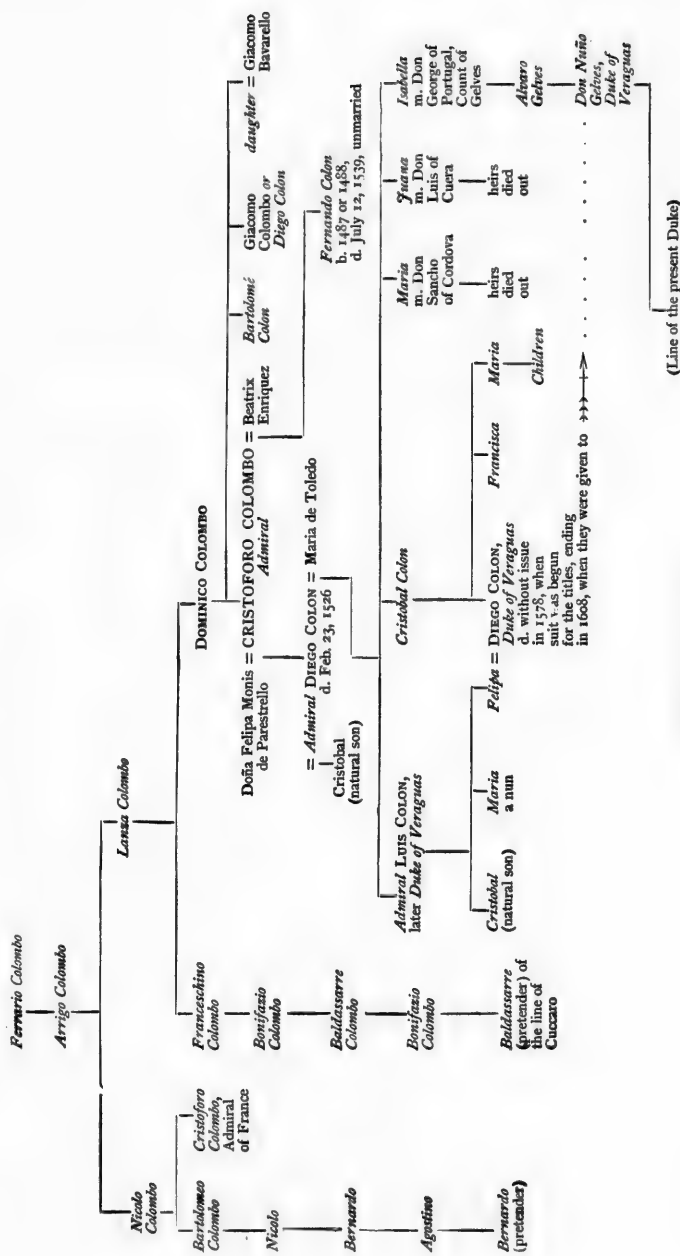 Ferrario Colombo
Arrigo Colombo
Nicolo
Colombo
Lanza Colombo
Bartolomeo
Colombo
Cristoforo
Colombo,
Admiral
of France
Franceschino
Colombo
DOMINICO COLOMBO
Nicolo
Bernardo
Agostino
Bernardo
(pretender)
Bonifazio
Colombo
Baldassarre
Colombo
Bonifazio
Colombo
Baldassarre
(pretender) of
the line of
Cuccaro
Doña Felipa Monis = CRISTOFORO COLOMBO = Beatrix
de Parestrello
Admiral
Enriquez
Bartolomé
Colon
Giacomo
Colombo or
Diego Colon
daughter = Giacomo
Bavarello
= Admiral DIEGO COLON = Maria de Toledo
d. Feb. 23, 1526
Cristobal
(natural son)
Fernando Colon
b. 1487 or 1488,
d. July 12, 1539, unmarried
Admiral LUIS COLON,
later Duke of Veraguas
Cristobal Colon
Maria
m. Don
Sancho
of Cordova
Juana
m. Don
Luis of
Cuera
Isabella
m. Don
George of
Portugal,
Count of
Gelves
heirs
died
out
heirs
died
out
Alvaro
Gelves
Cristobal
(natural son)
Maria
a nun
Felipa = DIEGO COLON,
Duke of Veraguas
d. without issue
in 1578, when
suit was begun
for the titles, ending
in 1608, when they were given to
Francisca
Maria
Children
Don Nuño
Gelves,
Duke of
Veraguas
(Line of the present Duke)